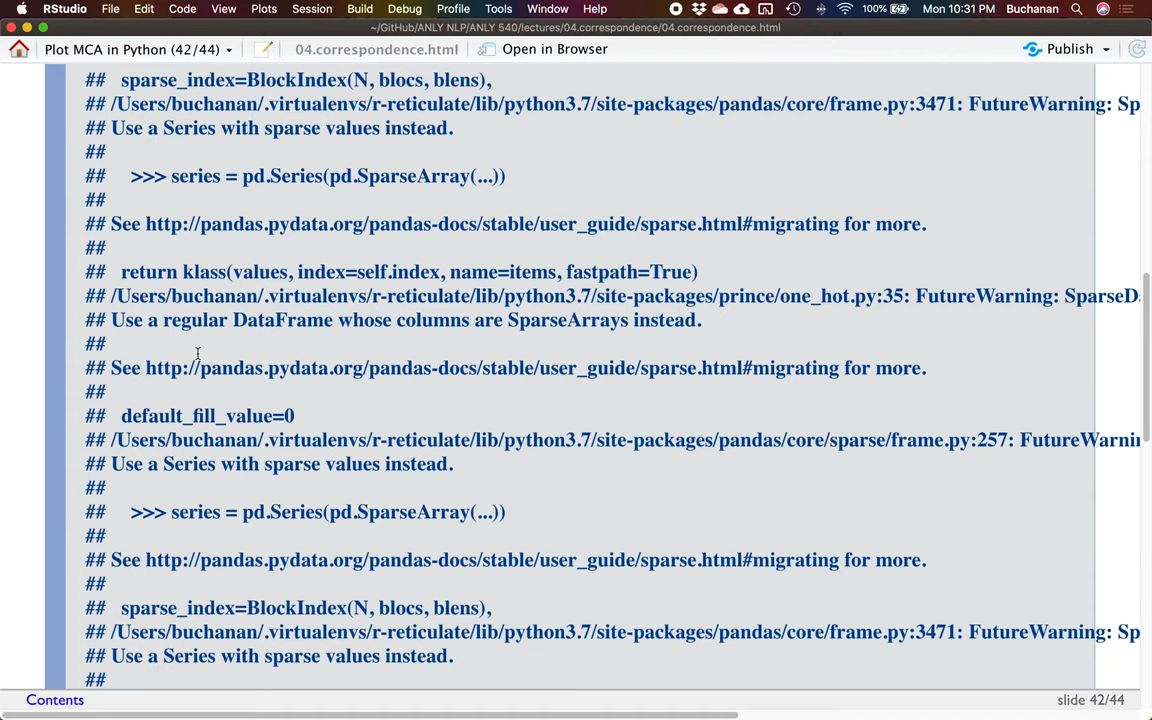 RStudio File Edit Code View Plots Session Build Debug Profile Tools Window Help 100% Mon 10:31 PM Buchanan
~/GitHub/ANLY NLP/ANLY 540/lectures/04.correspondence/04.correspondence.html
Plot MCA in Python (42/44) 04.correspondence.html Open in Browser Publish
## sparse_index=BlockIndex(N, blocs, blens),
## /Users/buchanan/.virtualenvs/r-reticulate/lib/python3.7/site-packages/pandas/core/frame.py:3471: FutureWarning: Sp
## Use a Series with sparse values instead.
##
## >>> series = pd.Series(pd.SparseArray(...))
##
## See http://pandas.pydata.org/pandas-docs/stable/user_guide/sparse.html#migrating for more.
##
## return klass(values, index=self.index, name=items, fastpath=True)
## /Users/buchanan/.virtualenvs/r-reticulate/lib/python3.7/site-packages/prince/one_hot.py:35: FutureWarning: SparseD
## Use a regular DataFrame whose columns are SparseArrays instead.
##
## See http://pandas.pydata.org/pandas-docs/stable/user_guide/sparse.html#migrating for more.
##
## default_fill_value=0
## /Users/buchanan/.virtualenvs/r-reticulate/lib/python3.7/site-packages/pandas/core/sparse/frame.py:257: FutureWarni
## Use a Series with sparse values instead.
##
## >>> series = pd.Series(pd.SparseArray(...))
##
## See http://pandas.pydata.org/pandas-docs/stable/user_guide/sparse.html#migrating for more.
##
## sparse_index=BlockIndex(N, blocs, blens),
## /Users/buchanan/.virtualenvs/r-reticulate/lib/python3.7/site-packages/pandas/core/frame.py:3471: FutureWarning: Sp
## Use a Series with sparse values instead.
##
Contents slide 42/44